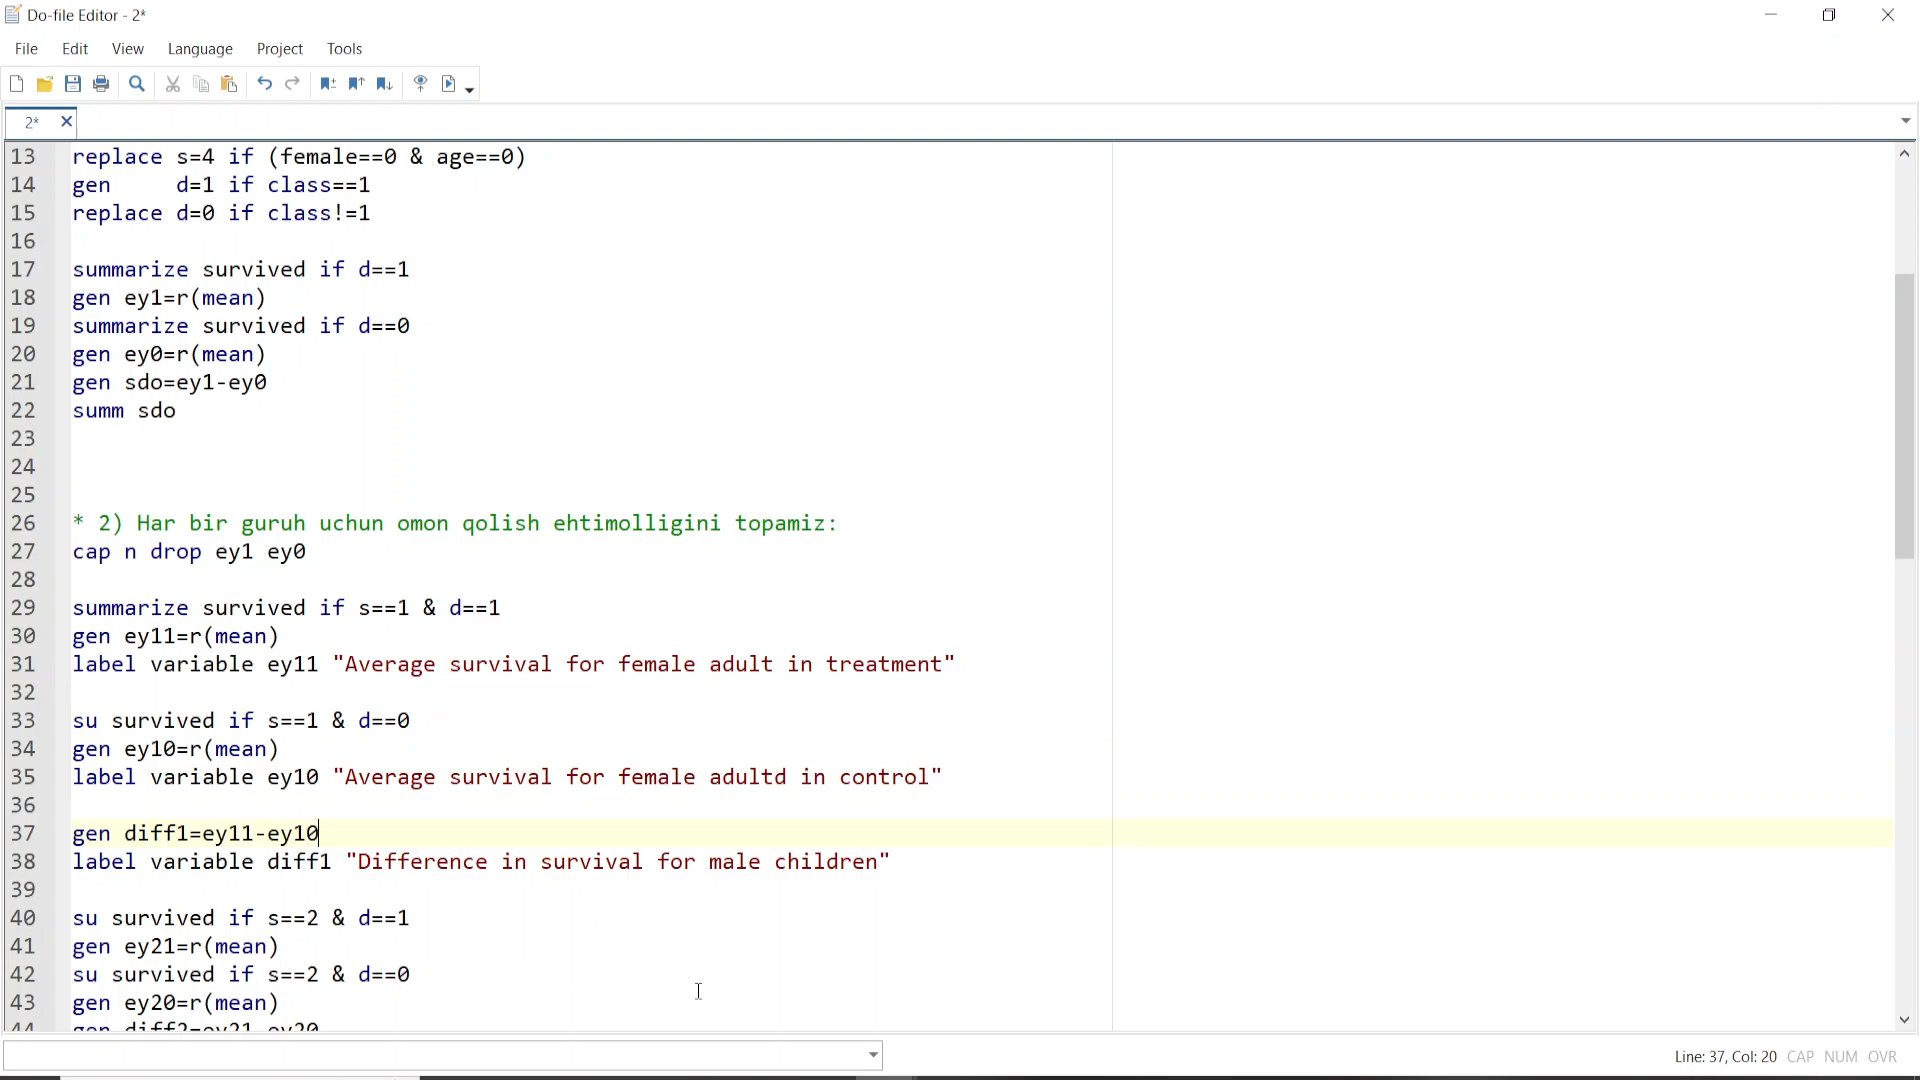 Do-file Editor - 2*
File Edit View Language Project Tools
2*
13 replace s=4 if (female==0 & age==0)
14 gen     d=1 if class==1
15 replace d=0 if class!=1
16
17 summarize survived if d==1
18 gen ey1=r(mean)
19 summarize survived if d==0
20 gen ey0=r(mean)
21 gen sdo=ey1-ey0
22 summ sdo
23
24
25
26 * 2) Har bir guruh uchun omon qolish ehtimolligini topamiz:
27 cap n drop ey1 ey0
28
29 summarize survived if s==1 & d==1
30 gen ey11=r(mean)
31 label variable ey11 "Average survival for female adult in treatment"
32
33 su survived if s==1 & d==0
34 gen ey10=r(mean)
35 label variable ey10 "Average survival for female adultd in control"
36
37 gen diff1=ey11-ey10
38 label variable diff1 "Difference in survival for male children"
39
40 su survived if s==2 & d==1
41 gen ey21=r(mean)
42 su survived if s==2 & d==0
43 gen ey20=r(mean)
44 gen diff2=ey21-ey20
Line: 37, Col: 20 CAP NUM OVR